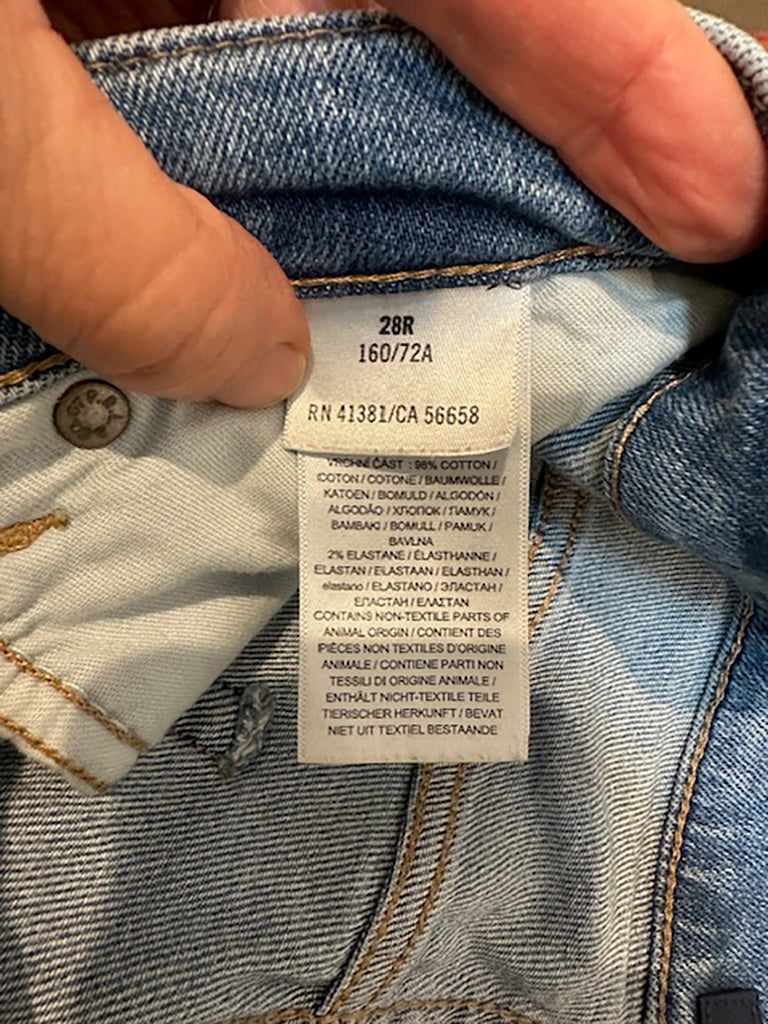 28R
160/72A
RN 41381/CA 56658
VRCHNÍ ČÁST : 98% COTTON /
COTON / COTONE / BAUMWOLLE /
KATOEN / BOMULD / ALGODÓN /
ALGODÃO / ХЛОПОК / ПАМУК /
BAMBAKI / BOMULL / PAMUK /
BAVLNA
2% ELASTANE / ÉLASTHANNE /
ELASTAN / ELASTAAN / ELASTHAN /
elastano / ELASTANO / ЭЛАСТАН /
ЕЛАСТАН / ΕΛΑΣΤΑΝ
CONTAINS NON-TEXTILE PARTS OF
ANIMAL ORIGIN / CONTIENT DES
PIÈCES NON TEXTILES D'ORIGINE
ANIMALE / CONTIENE PARTI NON
TESSILI DI ORIGINE ANIMALE /
ENTHÄLT NICHT-TEXTILE TEILE
TIERISCHER HERKUNFT / BEVAT
NIET UIT TEXTIEL BESTAANDE